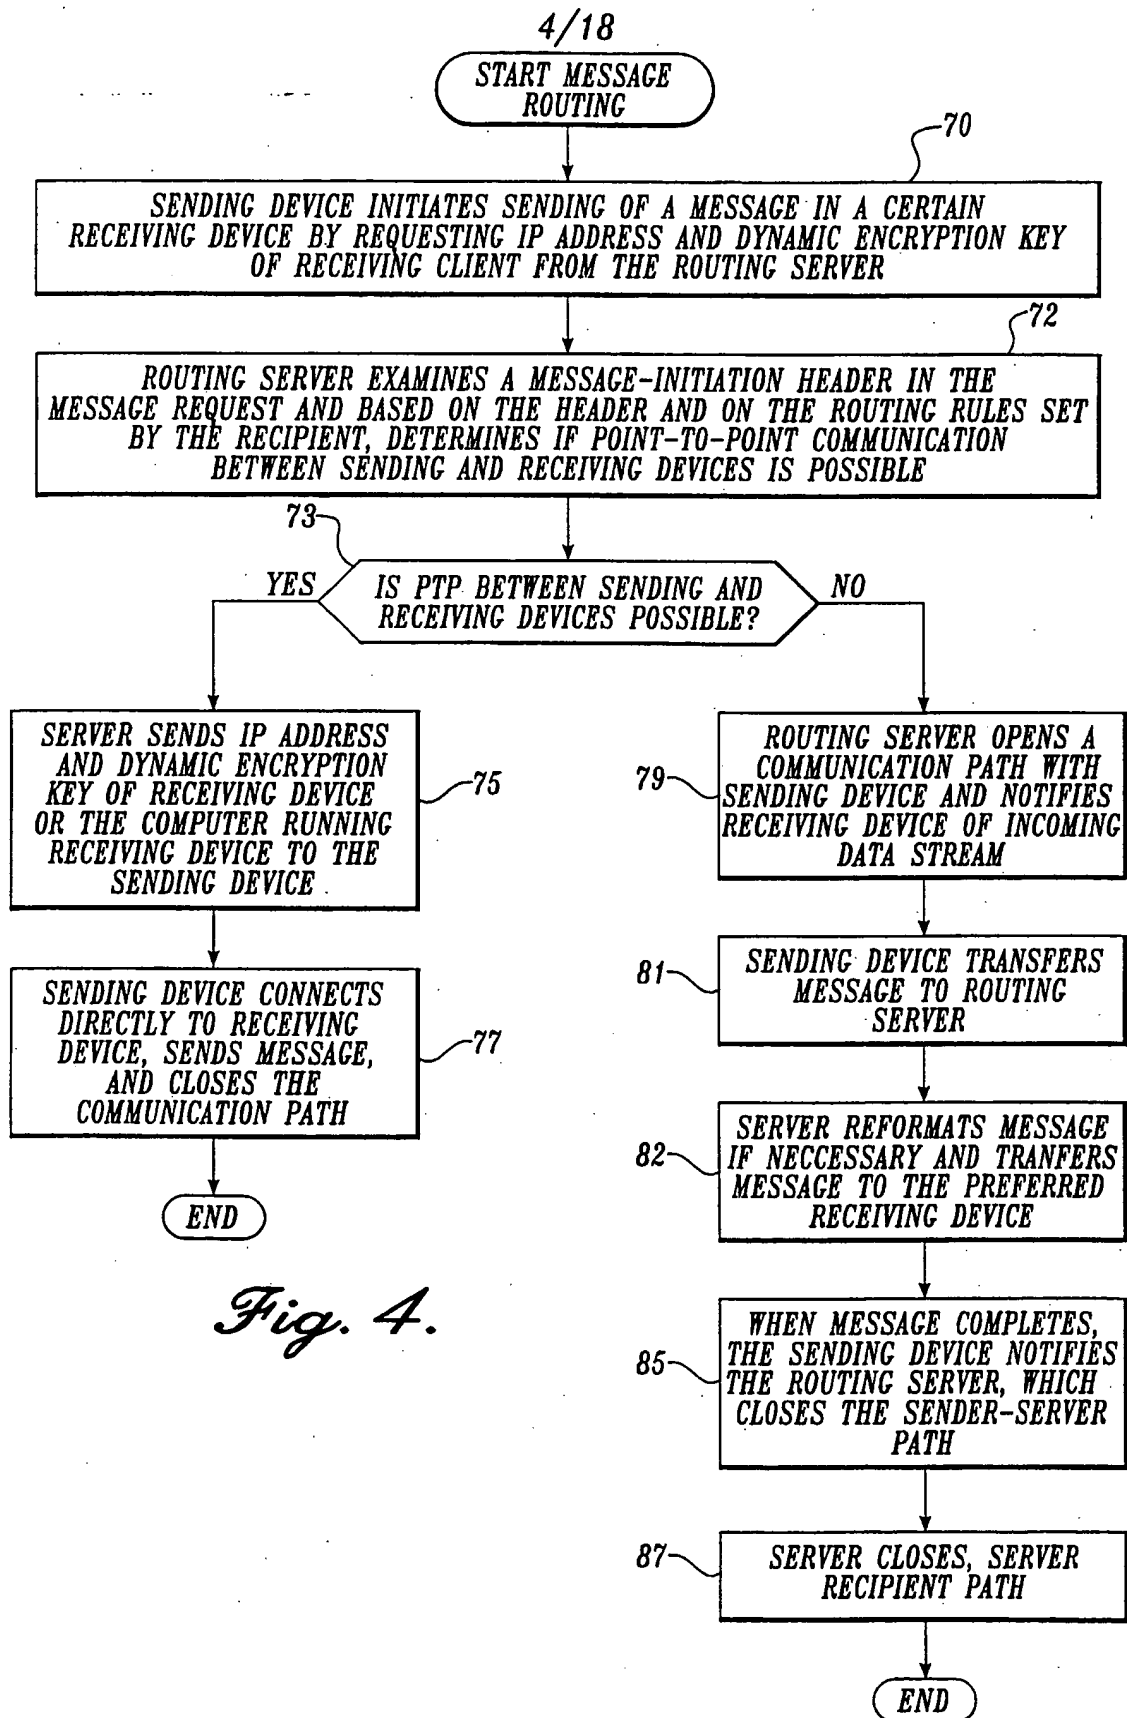 4/18
START MESSAGE
ROUTING
70
SENDING DEVICE INITIATES SENDING OF A MESSAGE IN A CERTAIN
RECEIVING DEVICE BY REQUESTING IP ADDRESS AND DYNAMIC ENCRYPTION KEY
OF RECEIVING CLIENT FROM THE ROUTING SERVER
72
ROUTING SERVER EXAMINES A MESSAGE-INITIATION HEADER IN THE
MESSAGE REQUEST AND BASED ON THE HEADER AND ON THE ROUTING RULES SET
BY THE RECIPIENT, DETERMINES IF POINT-TO-POINT COMMUNICATION
BETWEEN SENDING AND RECEIVING DEVICES IS POSSIBLE
73
YES
IS PTP BETWEEN SENDING AND
RECEIVING DEVICES POSSIBLE?
NO
SERVER SENDS IP ADDRESS
AND DYNAMIC ENCRYPTION
KEY OF RECEIVING DEVICE
OR THE COMPUTER RUNNING
RECEIVING DEVICE TO THE
SENDING DEVICE
75
SENDING DEVICE CONNECTS
DIRECTLY TO RECEIVING
DEVICE, SENDS MESSAGE,
AND CLOSES THE
COMMUNICATION PATH
77
END
79
ROUTING SERVER OPENS A
COMMUNICATION PATH WITH
SENDING DEVICE AND NOTIFIES
RECEIVING DEVICE OF INCOMING
DATA STREAM
81
SENDING DEVICE TRANSFERS
MESSAGE TO ROUTING
SERVER
82
SERVER REFORMATS MESSAGE
IF NECCESSARY AND TRANFERS
MESSAGE TO THE PREFERRED
RECEIVING DEVICE
85
WHEN MESSAGE COMPLETES,
THE SENDING DEVICE NOTIFIES
THE ROUTING SERVER, WHICH
CLOSES THE SENDER-SERVER
PATH
87
SERVER CLOSES, SERVER
RECIPIENT PATH
END
Fig. 4.